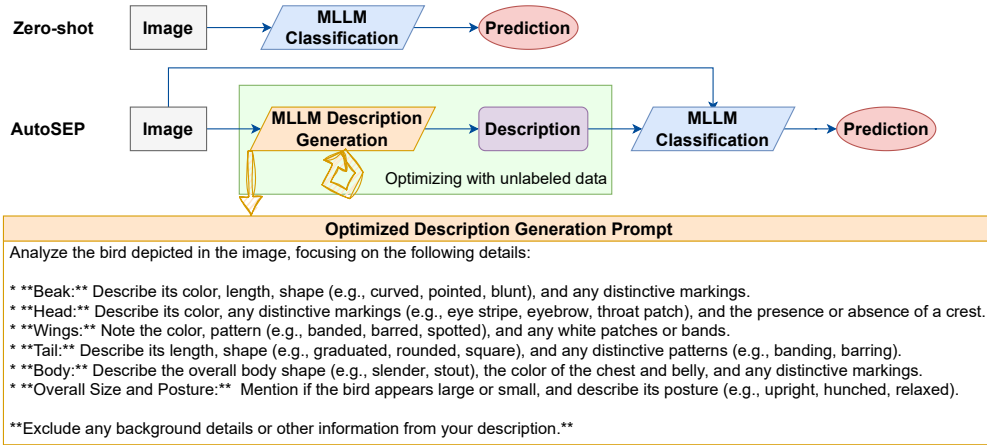 Zero-shot
Image
MLLM
Classification
Prediction
AutoSEP
Image
MLLM Description
Generation
Description
MLLM
Classification
Prediction
Optimizing with unlabeled data
Optimized Description Generation Prompt
Analyze the bird depicted in the image, focusing on the following details:
* **Beak:** Describe its color, length, shape (e.g., curved, pointed, blunt), and any distinctive markings.
* **Head:** Describe its color, any distinctive markings (e.g., eye stripe, eyebrow, throat patch), and the presence or absence of a crest.
* **Wings:** Note the color, pattern (e.g., banded, barred, spotted), and any white patches or bands.
* **Tail:** Describe its length, shape (e.g., graduated, rounded, square), and any distinctive patterns (e.g., banding, barring).
* **Body:** Describe the overall body shape (e.g., slender, stout), the color of the chest and belly, and any distinctive markings.
* **Overall Size and Posture:** Mention if the bird appears large or small, and describe its posture (e.g., upright, hunched, relaxed).
**Exclude any background details or other information from your description.**